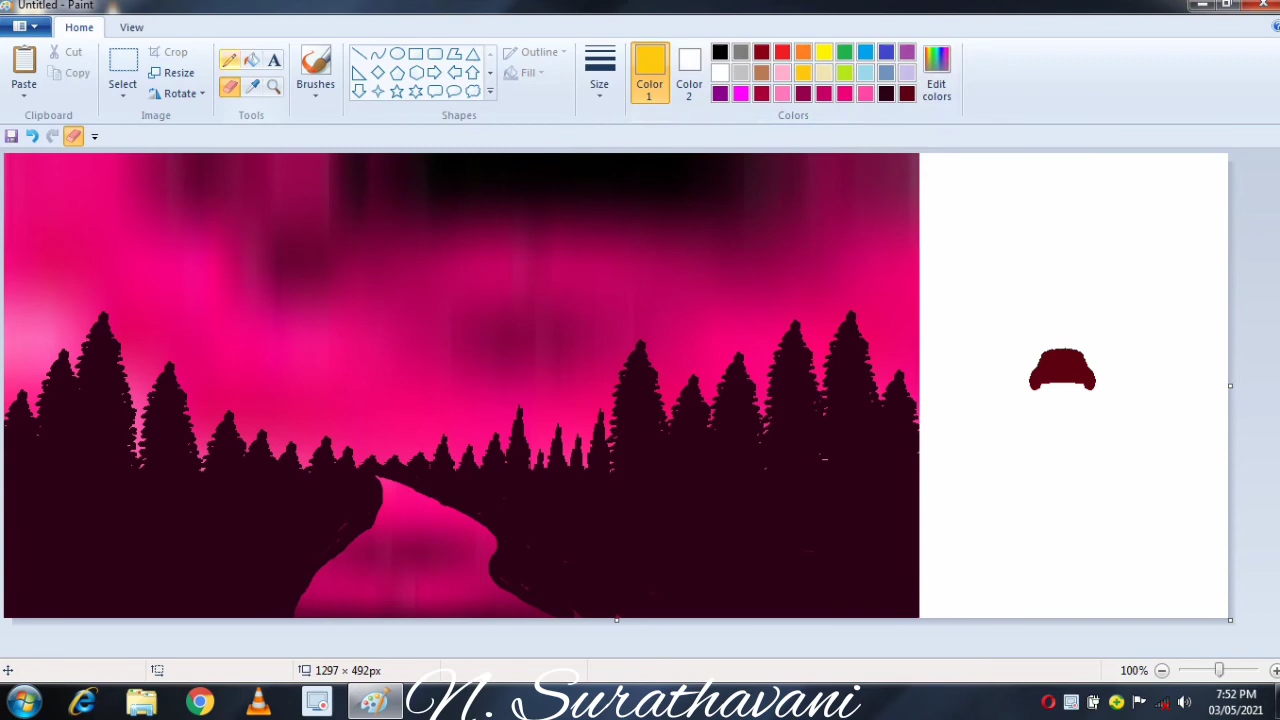 Untitled - Paint
Home View
Paste
Cut
Copy
Clipboard
Select
Crop
Resize
Rotate
Image
A
Tools
Brushes
Shapes
Outline
Fill
Size
Color 1
Color 2
Edit colors
Colors
1297 × 492px
100%
N. Surathavani
7:52 PM
03/05/2021